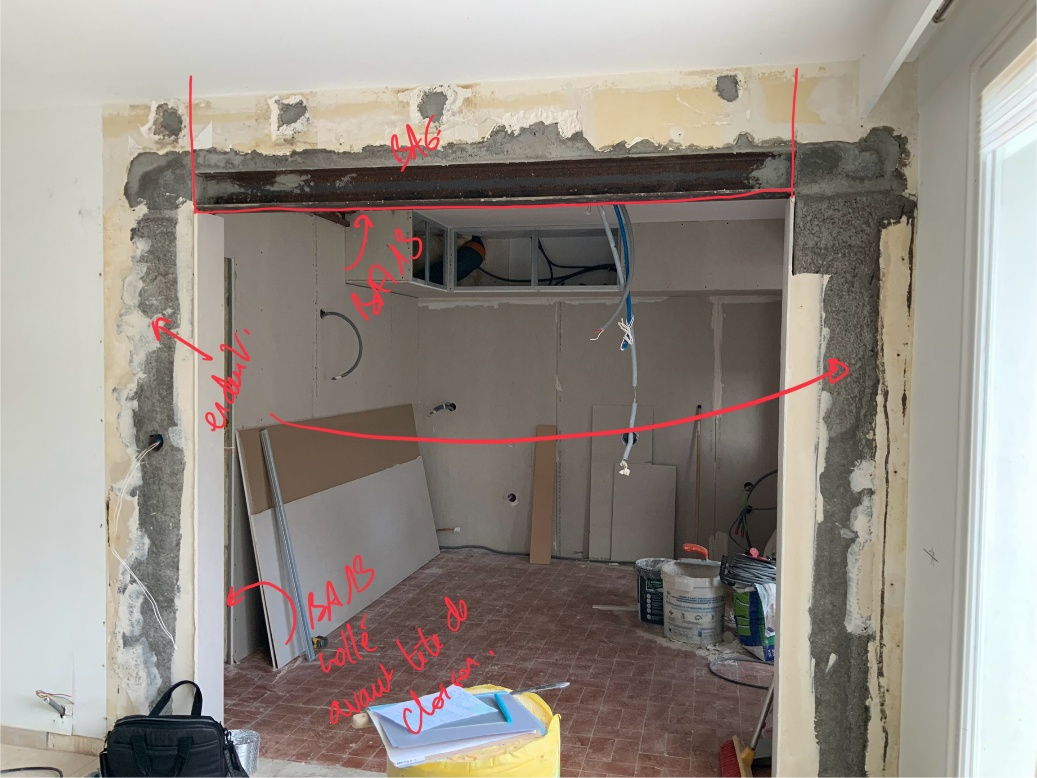 BA6
BA13
enduit.
BA13
collé
avant tête de
cloison.